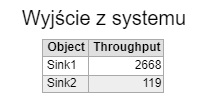 Wyjście z systemu
Object Throughput
Sink1 2668
Sink2 119